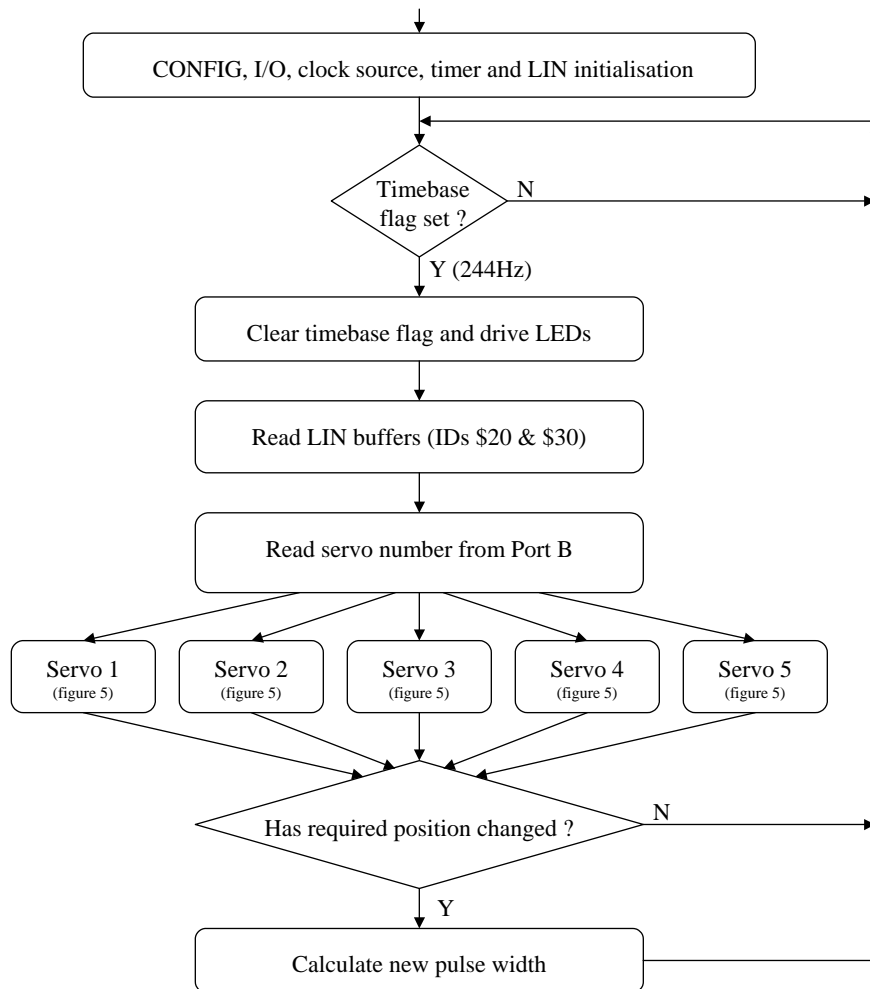 CONFIG, I/O, clock source, timer and LIN initialisation
Timebase
flag set ?
N
Y (244Hz)
Clear timebase flag and drive LEDs
Read LIN buffers (IDs $20 & $30)
Read servo number from Port B
Servo 1
(figure 5)
Servo 2
(figure 5)
Servo 3
(figure 5)
Servo 4
(figure 5)
Servo 5
(figure 5)
Has required position changed ?
N
Y
Calculate new pulse width